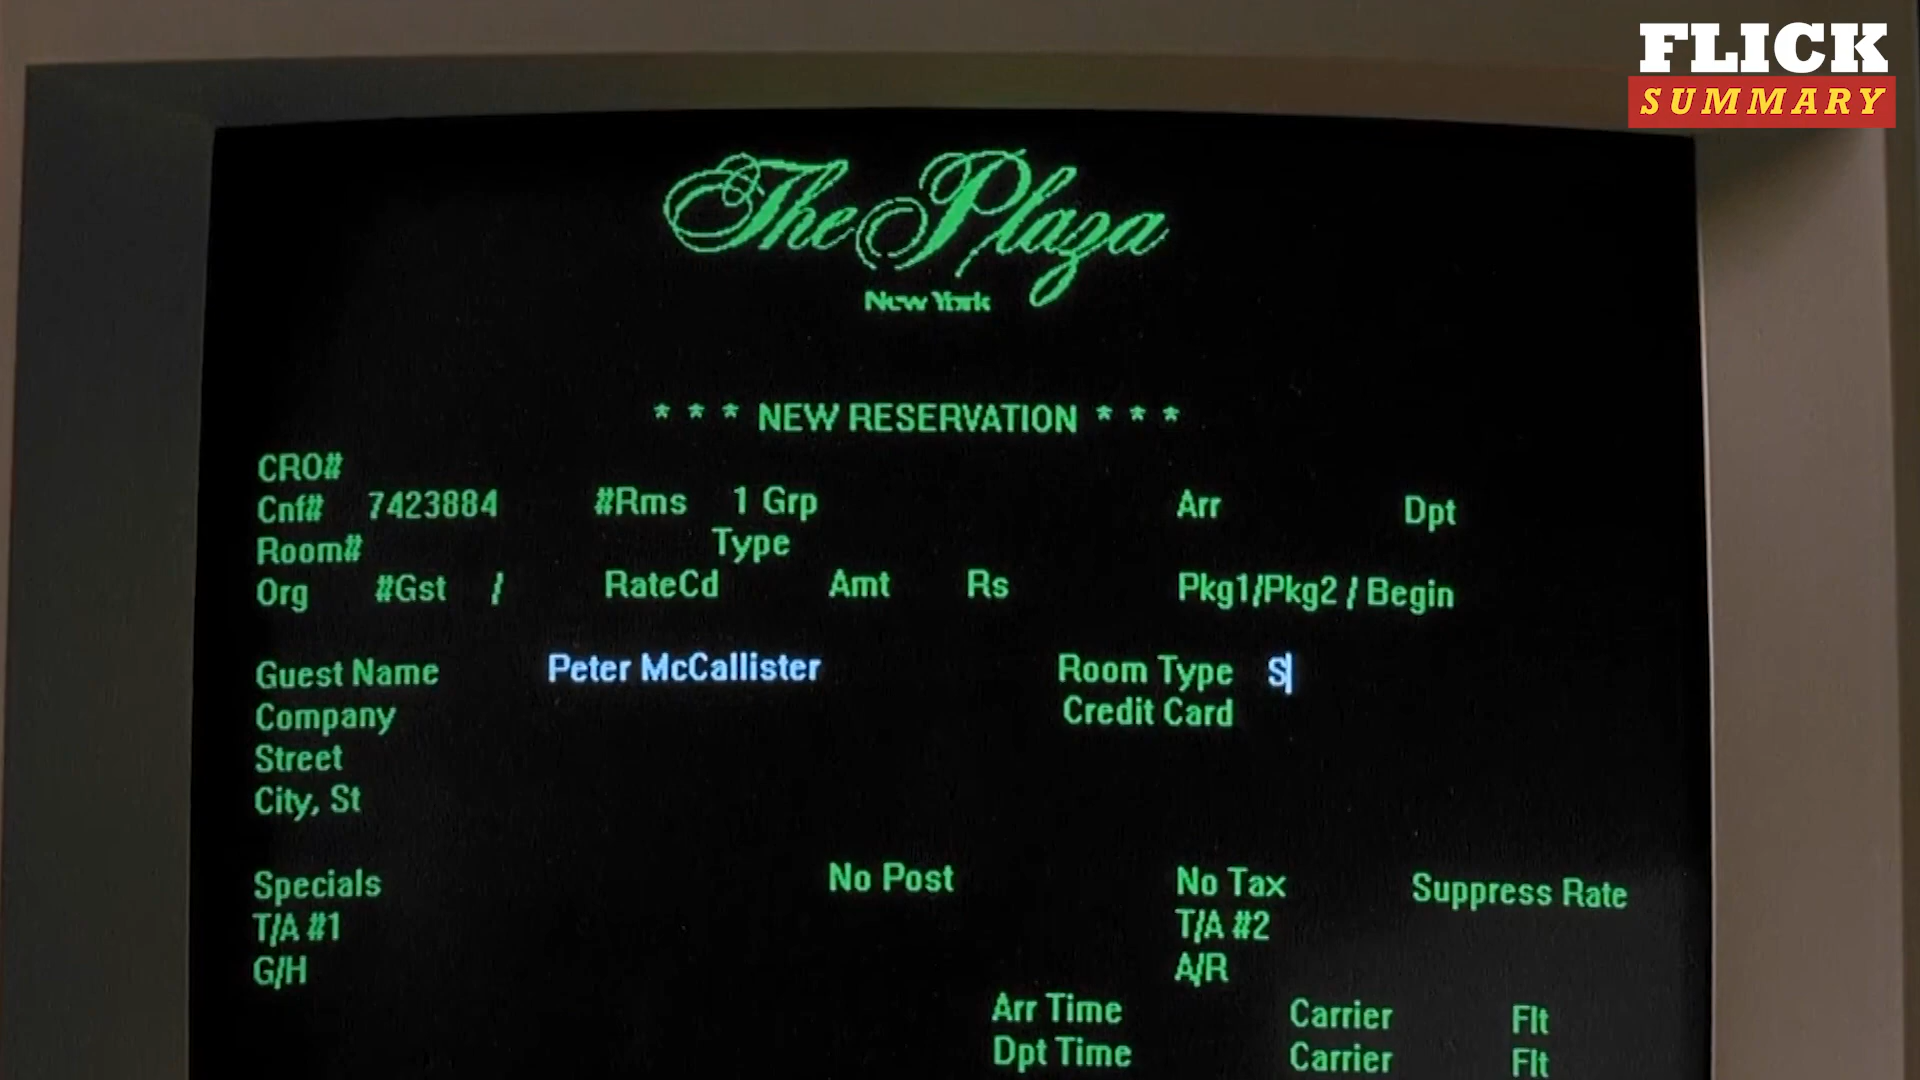 FLICK
SUMMARY
The Plaza
New York
* * * NEW RESERVATION * * *
CRO#
Cnf# 7423884 #Rms 1 Grp Arr Dpt
Room# Type
Org #Gst / RateCd Amt Rs Pkg1/Pkg2 / Begin
Guest Name Peter McCallister Room Type S
Company Credit Card
Street
City, St
Specials No Post No Tax Suppress Rate
T/A #1 T/A #2
G/H A/R
Arr Time Carrier Flt
Dpt Time Carrier Flt